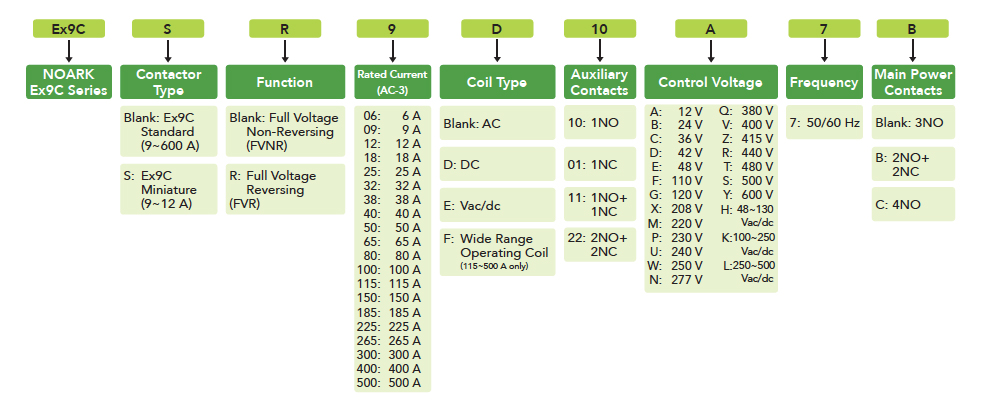 Ex9C
S
R
9
D
10
A
7
B
NOARK
Ex9C Series
Contactor
Type
Function
Rated Current
(AC-3)
Coil Type
Auxiliary
Contacts
Control Voltage
Frequency
Main Power
Contacts
Blank: Ex9C
Standard
(9~600 A)
S: Ex9C
Miniature
(9~12 A)
Blank: Full Voltage
Non-Reversing
(FVNR)
R: Full Voltage
Reversing
(FVR)
06: 6 A
09: 9 A
12: 12 A
18: 18 A
25: 25 A
32: 32 A
38: 38 A
40: 40 A
50: 50 A
65: 65 A
80: 80 A
100: 100 A
115: 115 A
150: 150 A
185: 185 A
225: 225 A
265: 265 A
300: 300 A
400: 400 A
500: 500 A
Blank: AC
D: DC
E: Vac/dc
F: Wide Range
Operating Coil
(115~500 A only)
10: 1NO
01: 1NC
11: 1NO+
1NC
22: 2NO+
2NC
A: 12 V
B: 24 V
C: 36 V
D: 42 V
E: 48 V
F: 110 V
G: 120 V
X: 208 V
M: 220 V
P: 230 V
U: 240 V
W: 250 V
N: 277 V
Q: 380 V
V: 400 V
Z: 415 V
R: 440 V
T: 480 V
S: 500 V
Y: 600 V
H: 48~130
Vac/dc
K:100~250
Vac/dc
L:250~500
Vac/dc
7: 50/60 Hz
Blank: 3NO
B: 2NO+
2NC
C: 4NO